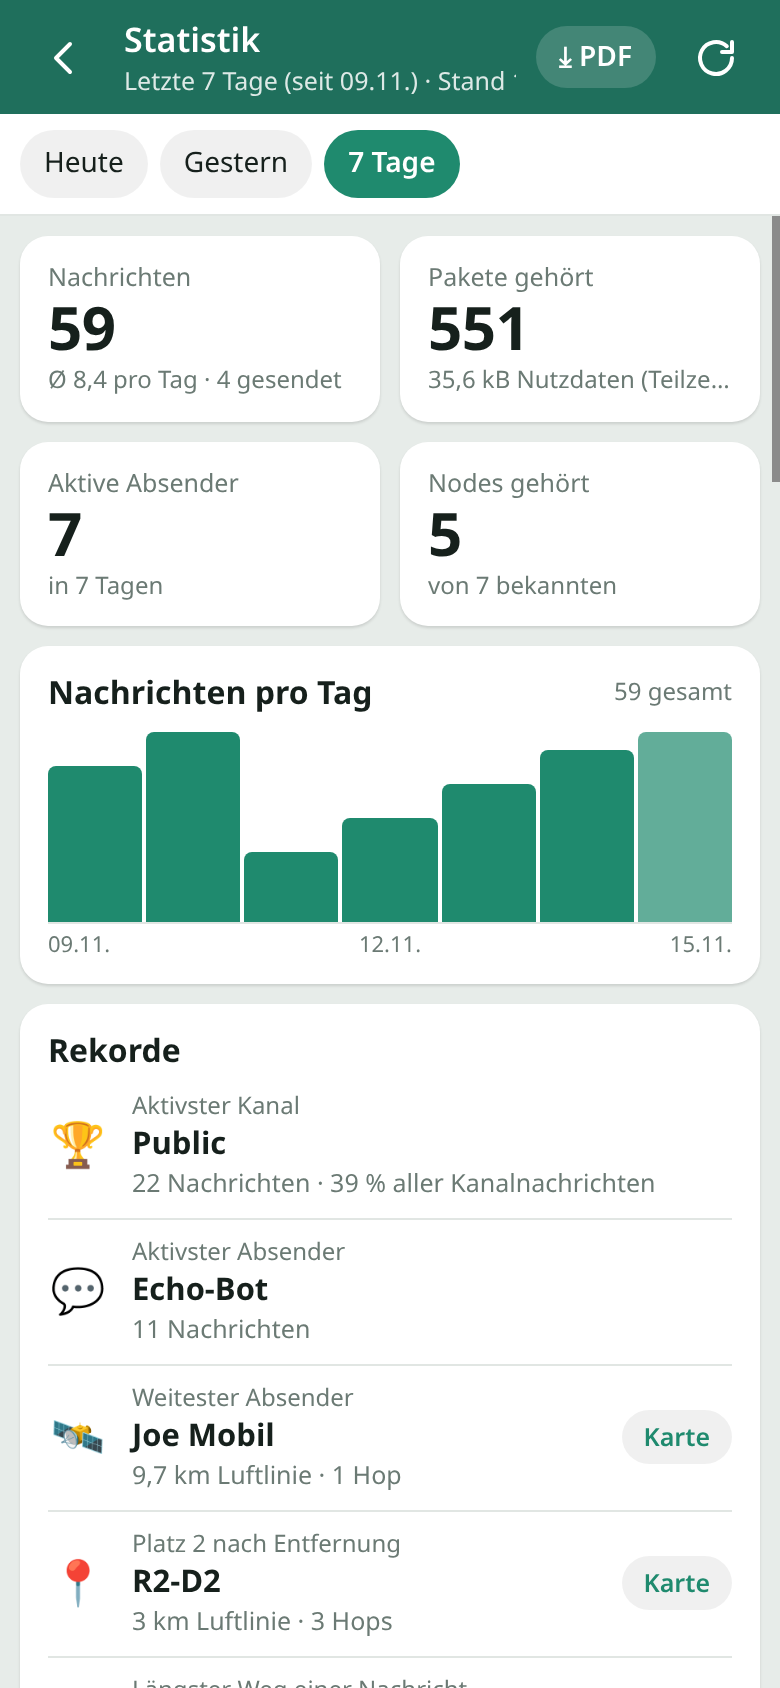 Statistik
Letzte 7 Tage (seit 09.11.) · Stand
↓ PDF
Heute
Gestern
7 Tage
Nachrichten
59
Ø 8,4 pro Tag · 4 gesendet
Pakete gehört
551
35,6 kB Nutzdaten (Teilze…
Aktive Absender
7
in 7 Tagen
Nodes gehört
5
von 7 bekannten
Nachrichten pro Tag
59 gesamt
09.11.
12.11.
15.11.
Rekorde
Aktivster Kanal
Public
22 Nachrichten · 39 % aller Kanalnachrichten
Aktivster Absender
Echo-Bot
11 Nachrichten
Weitester Absender
Joe Mobil
9,7 km Luftlinie · 1 Hop
Karte
Platz 2 nach Entfernung
R2-D2
3 km Luftlinie · 3 Hops
Karte
Längster Weg einer Nachricht